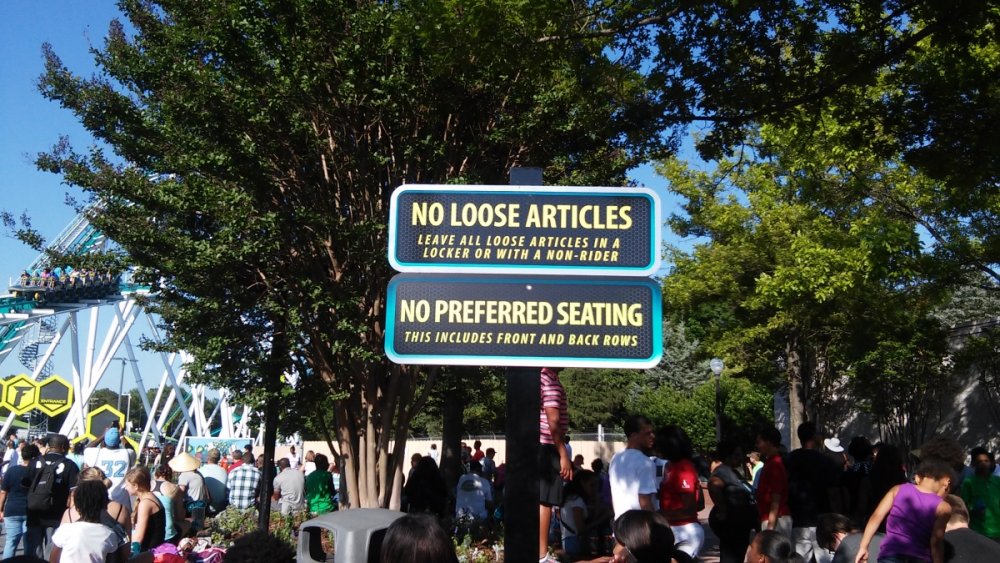 NO LOOSE ARTICLES
LEAVE ALL LOOSE ARTICLES IN A
LOCKER OR WITH A NON-RIDER
NO PREFERRED SEATING
THIS INCLUDES FRONT AND BACK ROWS
F
ENTRANCE
32